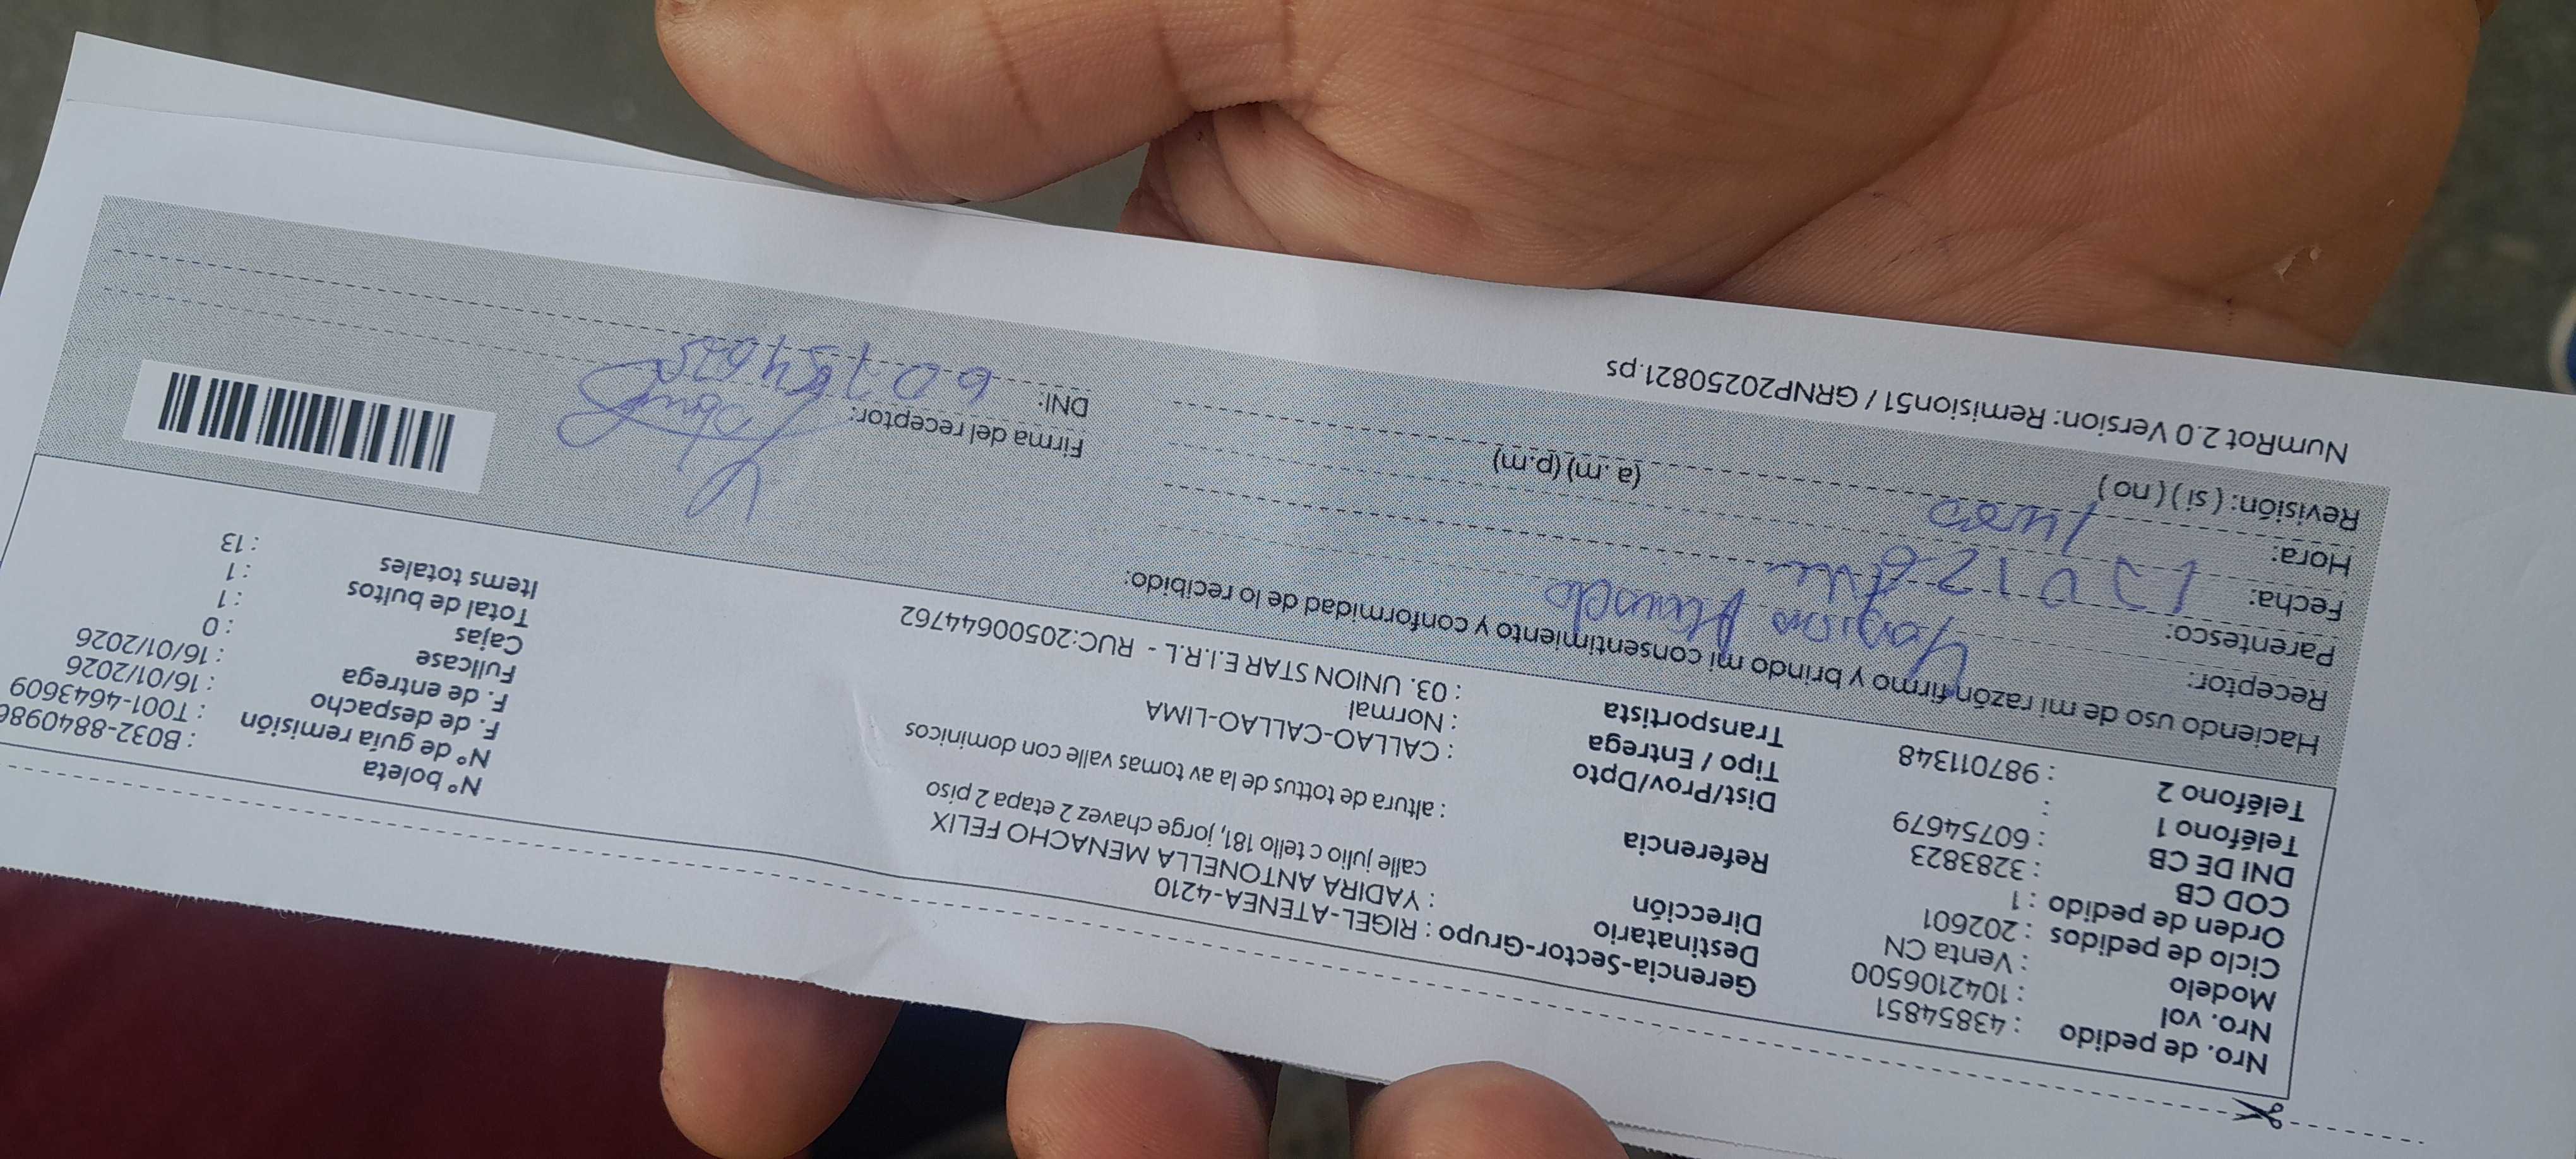 Nro. de pedido : 43854851
Nro. vol : 1042106500
Modelo : Venta CN
Ciclo de pedidos : 202601
Orden de pedido : 1
COD CB : 3283823
DNI DE CB : 60754679
Teléfono 1 :
Teléfono 2 : 987011348
Gerencia-Sector-Grupo : RIGEL-ATENEA-4210
Destinatario : YADIRA ANTONELLA MENACHO FELIX
Dirección calle julio c tello 181, jorge chavez 2 etapa 2 piso
Referencia : altura de tottus de la av tomas valle con dominicos
Dist/Prov/Dpto : CALLAO-CALLAO-LIMA
Tipo / Entrega : Normal
Transportista : 03. UNION STAR E.I.R.L - RUC:20500644762
N° boleta : B032-8840986
N° de guía remisión : T001-4643609
F. de despacho : 16/01/2026
F. de entrega : 16/01/2026
Fullcase : 0
Cajas : 1
Total de bultos : 1
Items totales : 13
Haciendo uso de mi razón firmo y brindo mi consentimiento y conformidad de lo recibido:
Receptor:
Parentesco:
Fecha:
Hora: (a.m) (p.m)
Revisión: ( si ) ( no )
Firma del receptor:
DNI:
NumRot 2.0 Version: Remision51 / GRNP20250821.ps